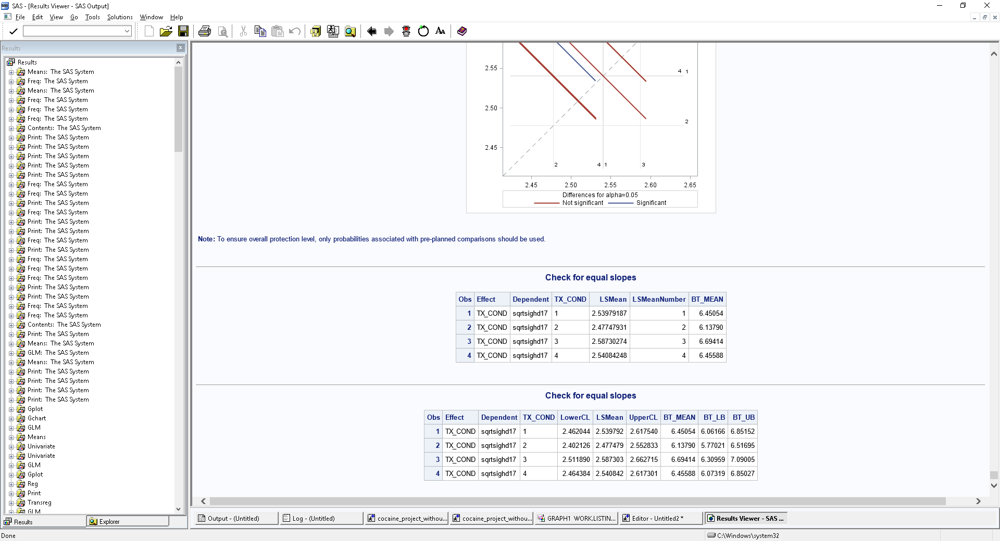 SAS - [Results Viewer - SAS Output]
File Edit View Go Tools Solutions Window Help
Results
Results
Means: The SAS System
Freq: The SAS System
Means: The SAS System
Freq: The SAS System
Freq: The SAS System
Freq: The SAS System
Contents: The SAS System
Print: The SAS System
Print: The SAS System
Print: The SAS System
Print: The SAS System
Print: The SAS System
Freq: The SAS System
Freq: The SAS System
Print: The SAS System
Freq: The SAS System
Print: The SAS System
Print: The SAS System
Freq: The SAS System
Print: The SAS System
Freq: The SAS System
Freq: The SAS System
Freq: The SAS System
Print: The SAS System
Print: The SAS System
Freq: The SAS System
Freq: The SAS System
Contents: The SAS System
Print: The SAS System
Means: The SAS System
GLM: The SAS System
Means: The SAS System
Print: The SAS System
Print: The SAS System
Print: The SAS System
Print: The SAS System
Gplot
Gchart
GLM
Means
Univariate
Univariate
GLM
Gplot
Reg
Print
Transreg
GLM
Results Explorer
2.55
4 1
2.50
2
2.45
2 4 1 3
2.45 2.50 2.55 2.60 2.65
Differences for alpha=0.05
Not significant Significant
Note: To ensure overall protection level, only probabilities associated with pre-planned comparisons should be used.
Check for equal slopes
Obs Effect Dependent TX_COND LSMean LSMeanNumber BT_MEAN
1 TX_COND sqrtsighd17 1 2.53979187 1 6.45054
2 TX_COND sqrtsighd17 2 2.47747931 2 6.13790
3 TX_COND sqrtsighd17 3 2.58730274 3 6.69414
4 TX_COND sqrtsighd17 4 2.54084248 4 6.45588
Check for equal slopes
Obs Effect Dependent TX_COND LowerCL LSMean UpperCL BT_MEAN BT_LB BT_UB
1 TX_COND sqrtsighd17 1 2.462044 2.539792 2.617540 6.45054 6.06166 6.85152
2 TX_COND sqrtsighd17 2 2.402126 2.477479 2.552833 6.13790 5.77021 6.51695
3 TX_COND sqrtsighd17 3 2.511890 2.587303 2.662715 6.69414 6.30959 7.09005
4 TX_COND sqrtsighd17 4 2.464384 2.540842 2.617301 6.45588 6.07319 6.85027
Output - (Untitled) Log - (Untitled) cocaine_project_withou... cocaine_project_withou... GRAPH1 WORK.LISTIN... Editor - Untitled2 * Results Viewer - SAS ...
Done C:\Windows\system32